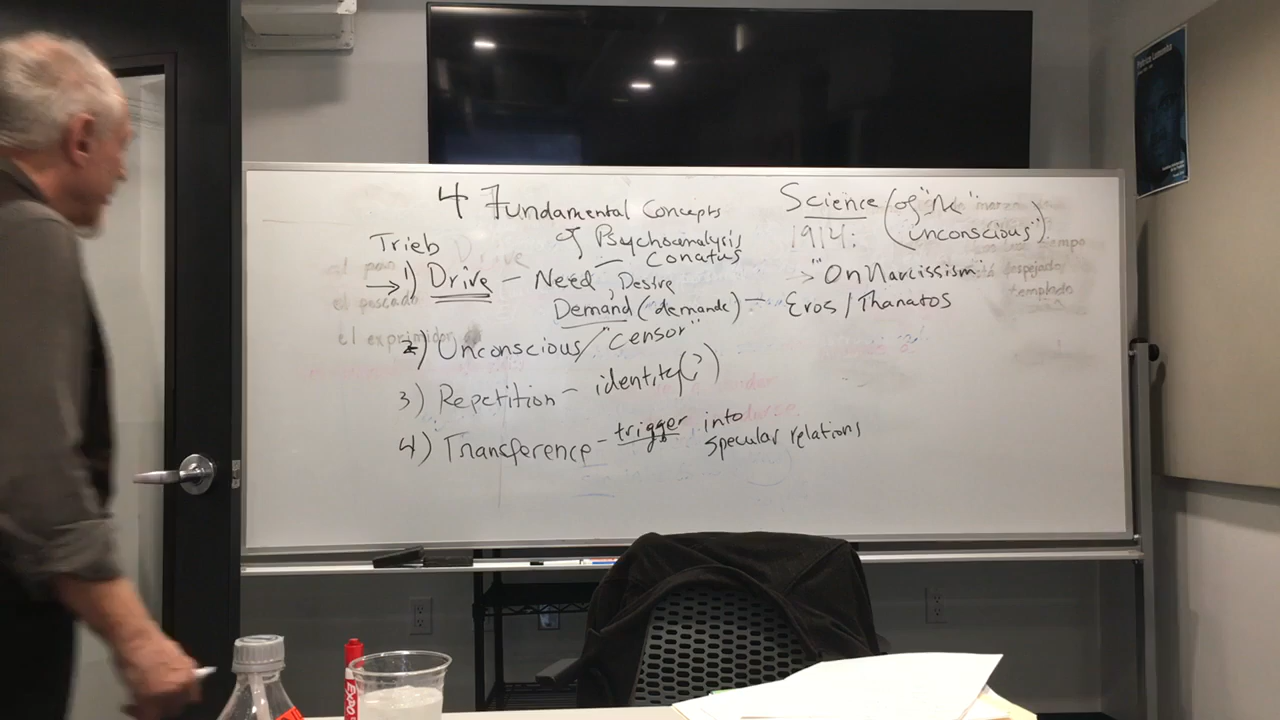 4 Fundamental Concepts
of Psychoanalysis
Trieb
Conatus
→ 1) Drive - Need, Desire
Demand (demande) - Eros/Thanatos
2) Unconscious/"censor"
3) Repetition - identity(?)
4) Transference - trigger into
specular relations
Science (of "the
unconscious")
1914:
→ "On Narcissism"
el pescado
el exprimidor
marzo
tiempo
despejado/
templado
EXPO